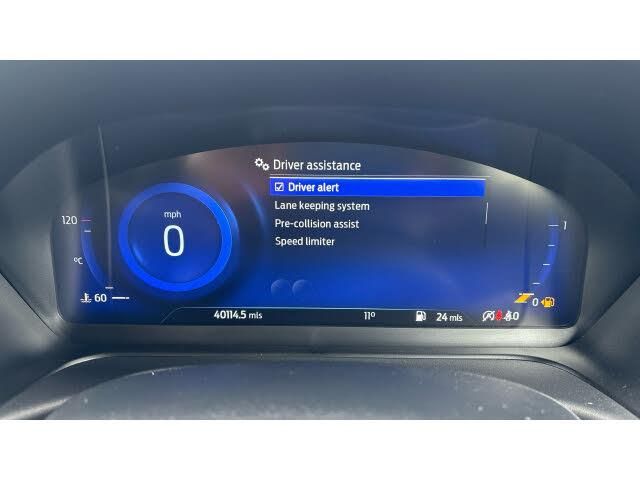 Driver assistance
Driver alert
Lane keeping system
Pre-collision assist
Speed limiter
mph
0
120
°C
60
1
0
40114.5 mls
11°
24 mls